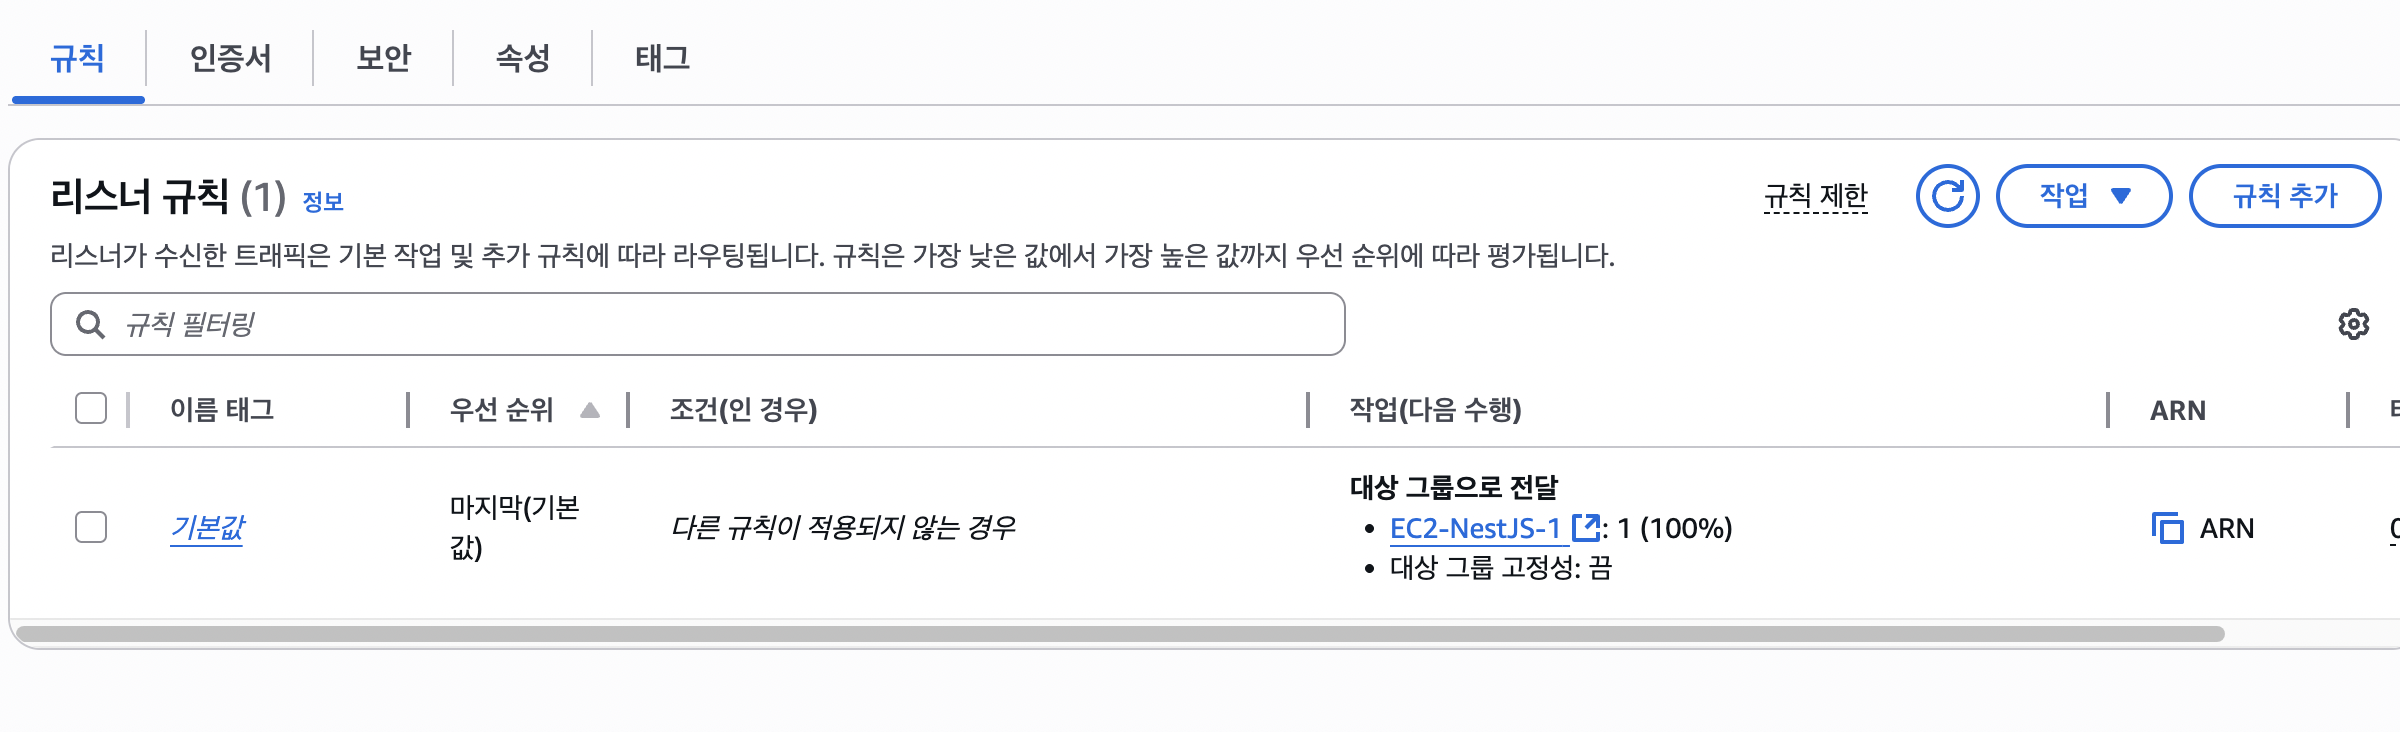 규칙 인증서 보안 속성 태그
리스너 규칙 (1) 정보
규칙 제한 작업 규칙 추가
리스너가 수신한 트래픽은 기본 작업 및 추가 규칙에 따라 라우팅됩니다. 규칙은 가장 낮은 값에서 가장 높은 값까지 우선 순위에 따라 평가됩니다.
규칙 필터링
이름 태그 우선 순위 조건(인 경우) 작업(다음 수행) ARN
기본값
마지막(기본
값)
다른 규칙이 적용되지 않는 경우
대상 그룹으로 전달
• EC2-NestJS-1 : 1 (100%)
• 대상 그룹 고정성: 끔
ARN